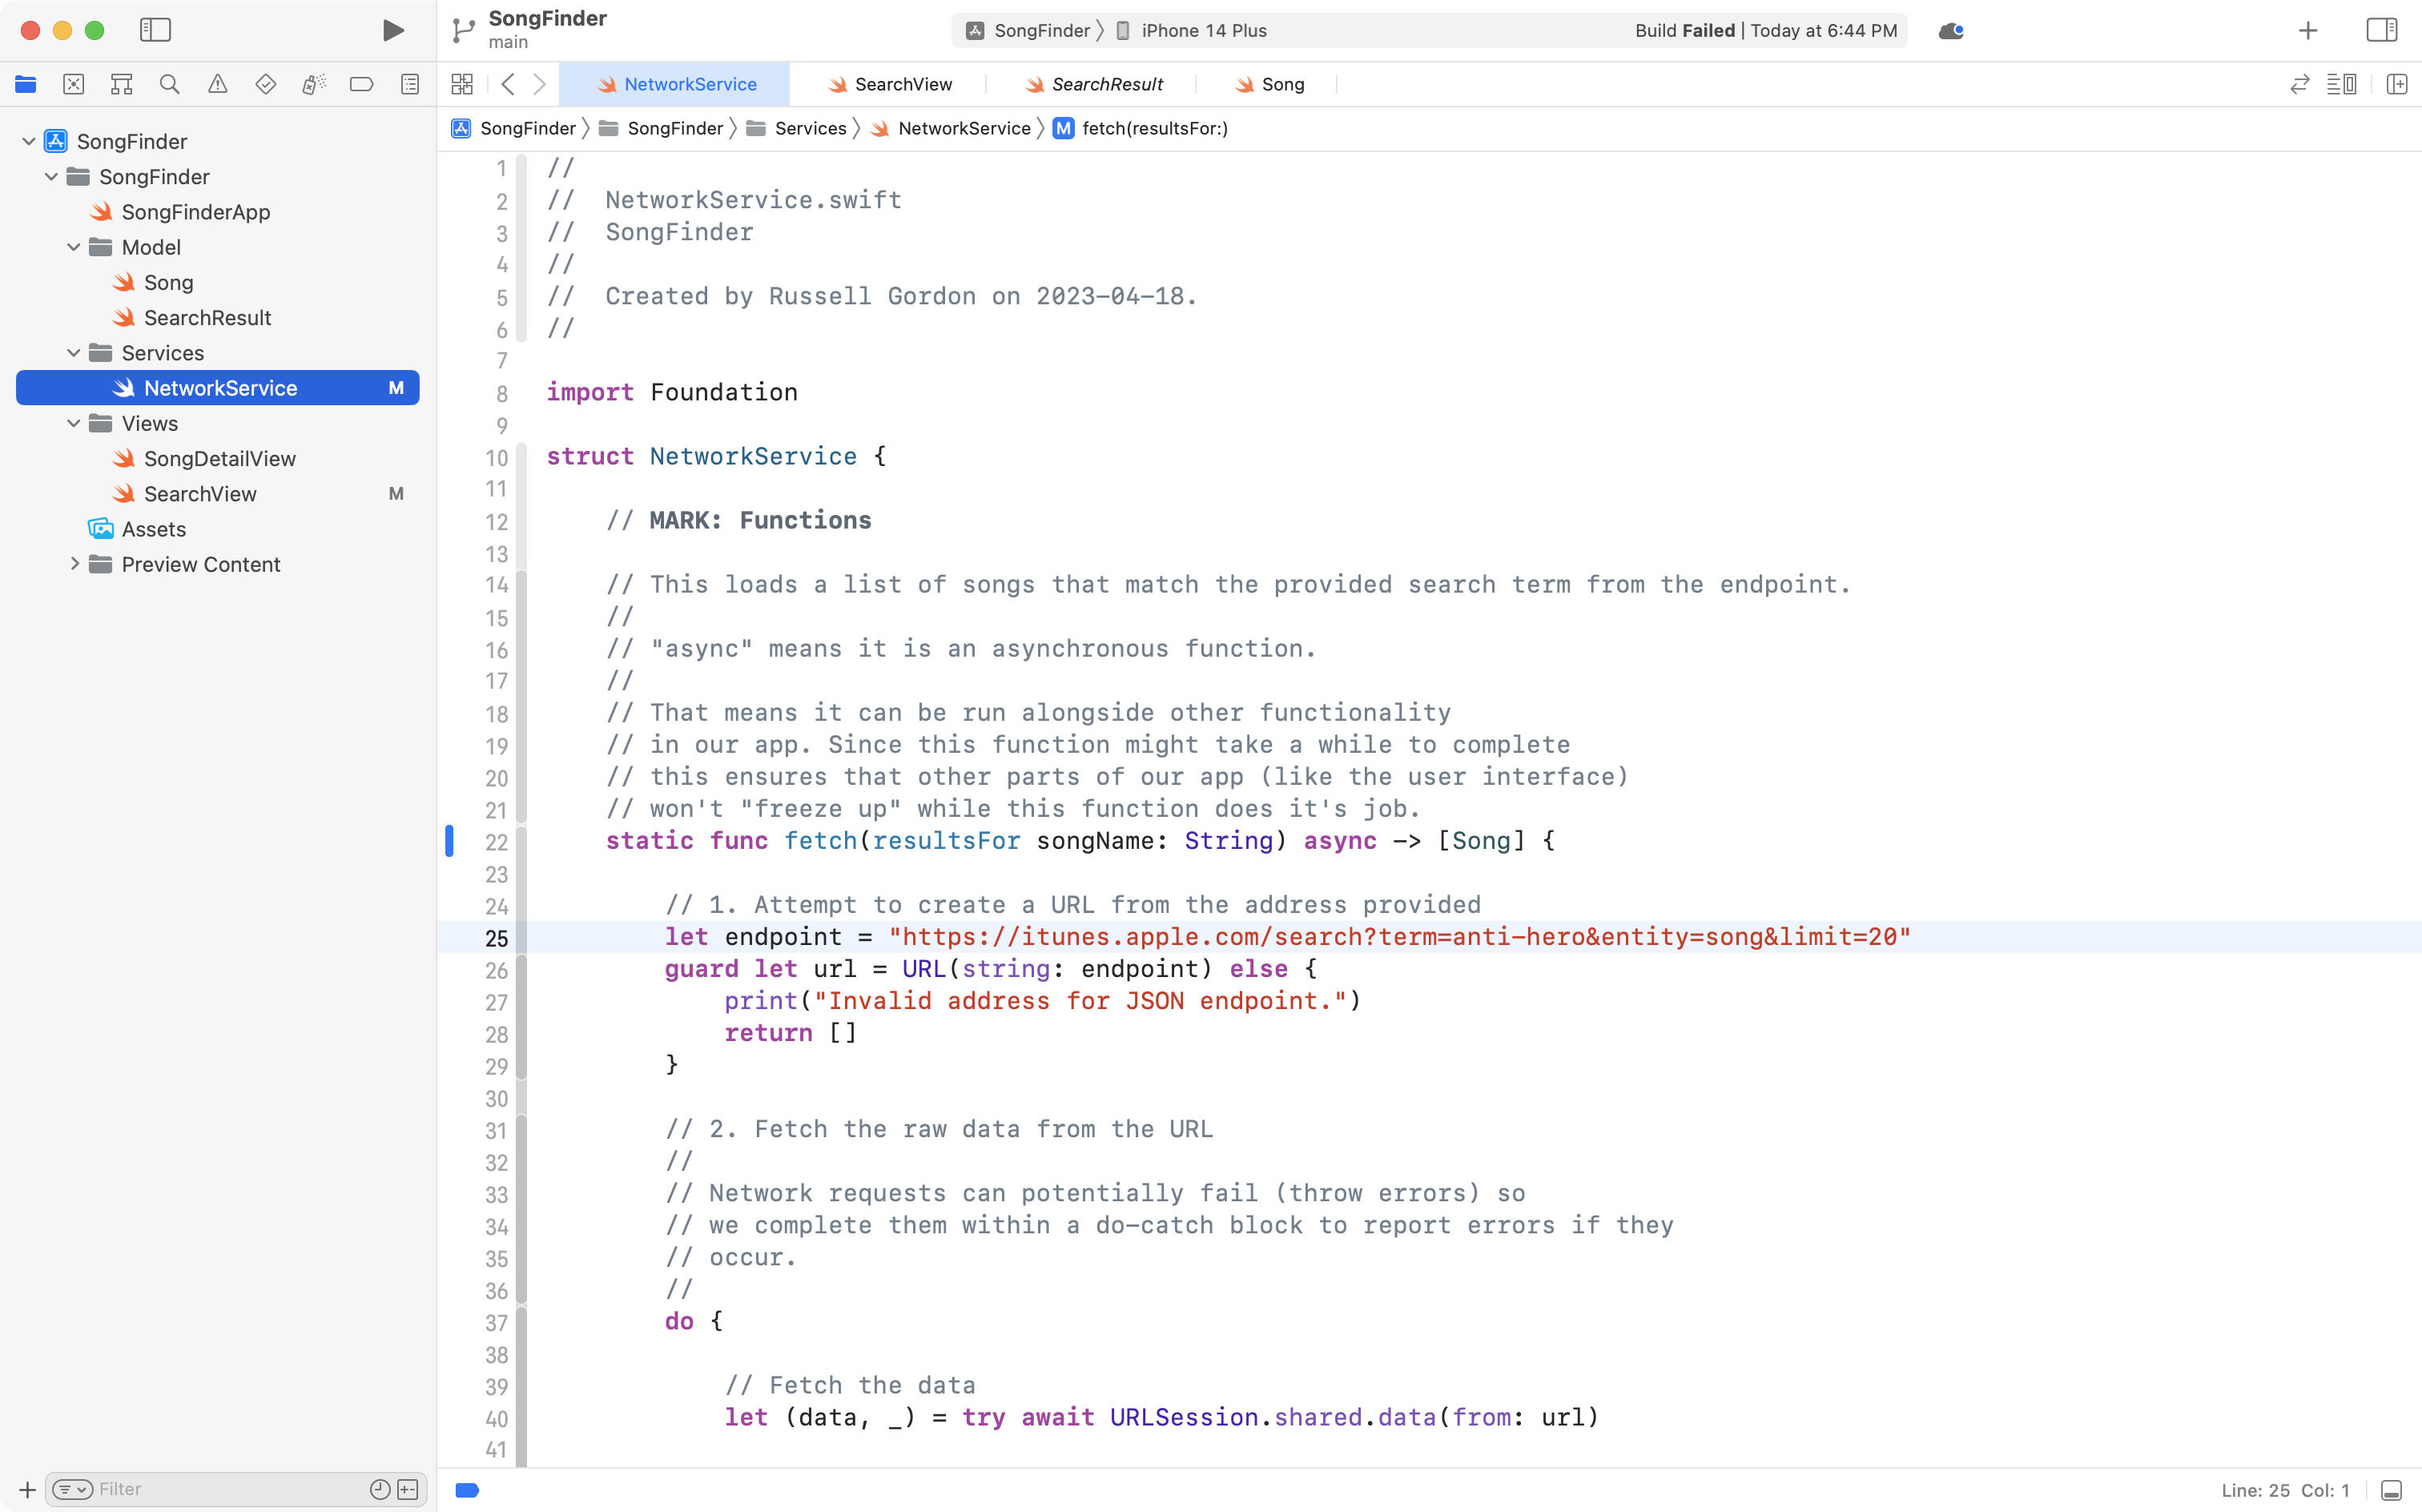 SongFinder
main
SongFinder 〉 iPhone 14 Plus
Build Failed | Today at 6:44 PM
NetworkService
SearchView
SearchResult
Song
SongFinder 〉 SongFinder 〉 Services 〉 NetworkService 〉 M fetch(resultsFor:)
SongFinder
SongFinder
SongFinderApp
Model
Song
SearchResult
Services
NetworkService M
Views
SongDetailView
SearchView M
Assets
Preview Content
Filter
1 //
2 //  NetworkService.swift
3 //  SongFinder
4 //
5 //  Created by Russell Gordon on 2023-04-18.
6 //
7
8 import Foundation
9
10 struct NetworkService {
11
12     // MARK: Functions
13
14     // This loads a list of songs that match the provided search term from the endpoint.
15     //
16     // "async" means it is an asynchronous function.
17     //
18     // That means it can be run alongside other functionality
19     // in our app. Since this function might take a while to complete
20     // this ensures that other parts of our app (like the user interface)
21     // won't "freeze up" while this function does it's job.
22     static func fetch(resultsFor songName: String) async -> [Song] {
23
24         // 1. Attempt to create a URL from the address provided
25         let endpoint = "https://itunes.apple.com/search?term=anti-hero&entity=song&limit=20"
26         guard let url = URL(string: endpoint) else {
27             print("Invalid address for JSON endpoint.")
28             return []
29         }
30
31         // 2. Fetch the raw data from the URL
32         //
33         // Network requests can potentially fail (throw errors) so
34         // we complete them within a do-catch block to report errors if they
35         // occur.
36         //
37         do {
38
39             // Fetch the data
40             let (data, _) = try await URLSession.shared.data(from: url)
41
Line: 25 Col: 1